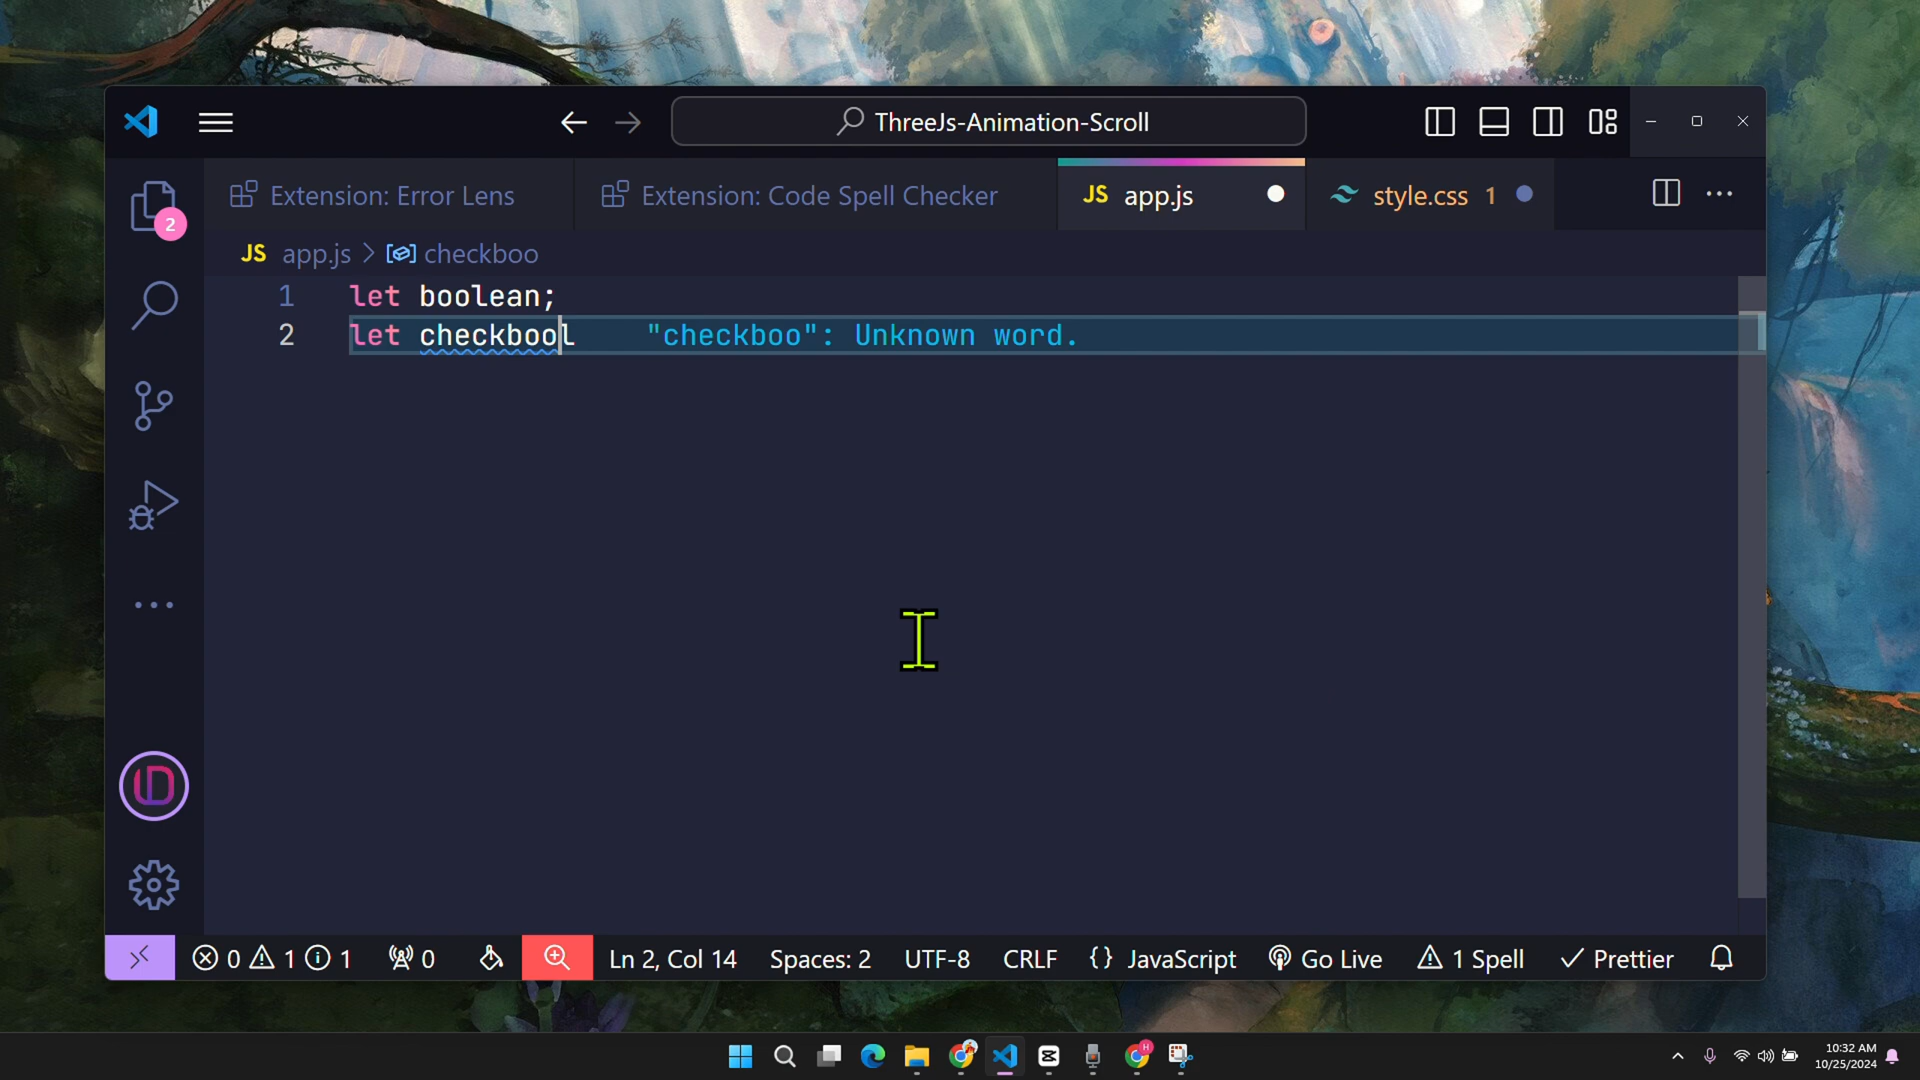 ThreeJs-Animation-Scroll
Extension: Error Lens
Extension: Code Spell Checker
JS app.js
style.css 1
2
JS app.js > checkboo
1 let boolean;
2 let checkbool "checkboo": Unknown word.
0 1 1 0 Ln 2, Col 14 Spaces: 2 UTF-8 CRLF {} JavaScript Go Live 1 Spell Prettier
H
10:32 AM
10/25/2024